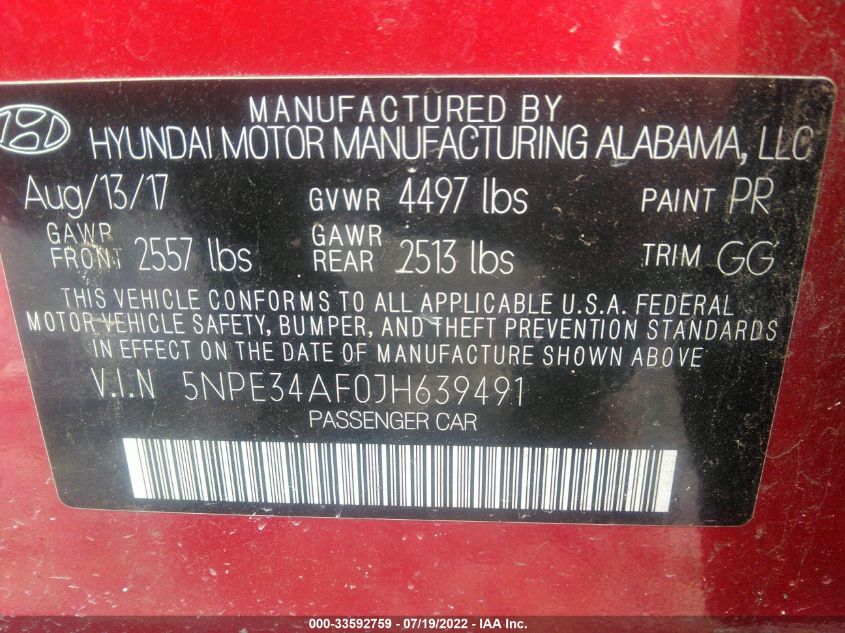 MANUFACTURED BY
HYUNDAI MOTOR MANUFACTURING ALABAMA, LLC
Aug/13/17 GVWR 4497 lbs PAINT PR
GAWR FRONT 2557 lbs GAWR REAR 2513 lbs TRIM GG
THIS VEHICLE CONFORMS TO ALL APPLICABLE U.S.A. FEDERAL
MOTOR VEHICLE SAFETY, BUMPER, AND THEFT PREVENTION STANDARDS
IN EFFECT ON THE DATE OF MANUFACTURE SHOWN ABOVE
V.I.N 5NPE34AF0JH639491
PASSENGER CAR
000-33592759 - 07/19/2022 - IAA Inc.